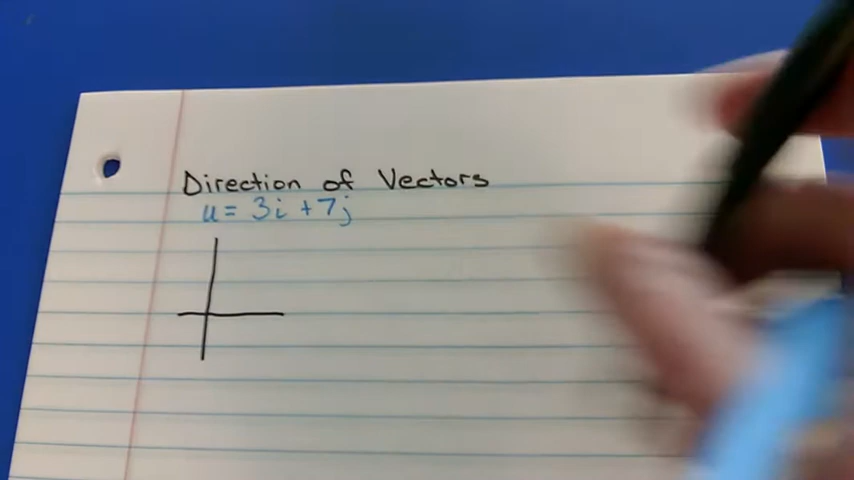 Direction of Vectors
u = 3i + 7j